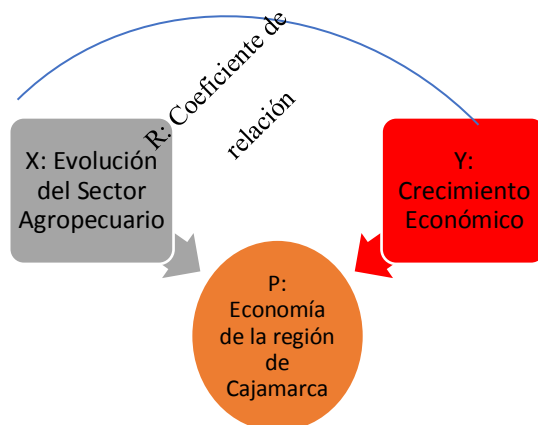 R: Coeficiente de
relación
X: Evolución
del Sector
Agropecuario
Y:
Crecimiento
Económico
P:
Economía
de la región
de
Cajamarca